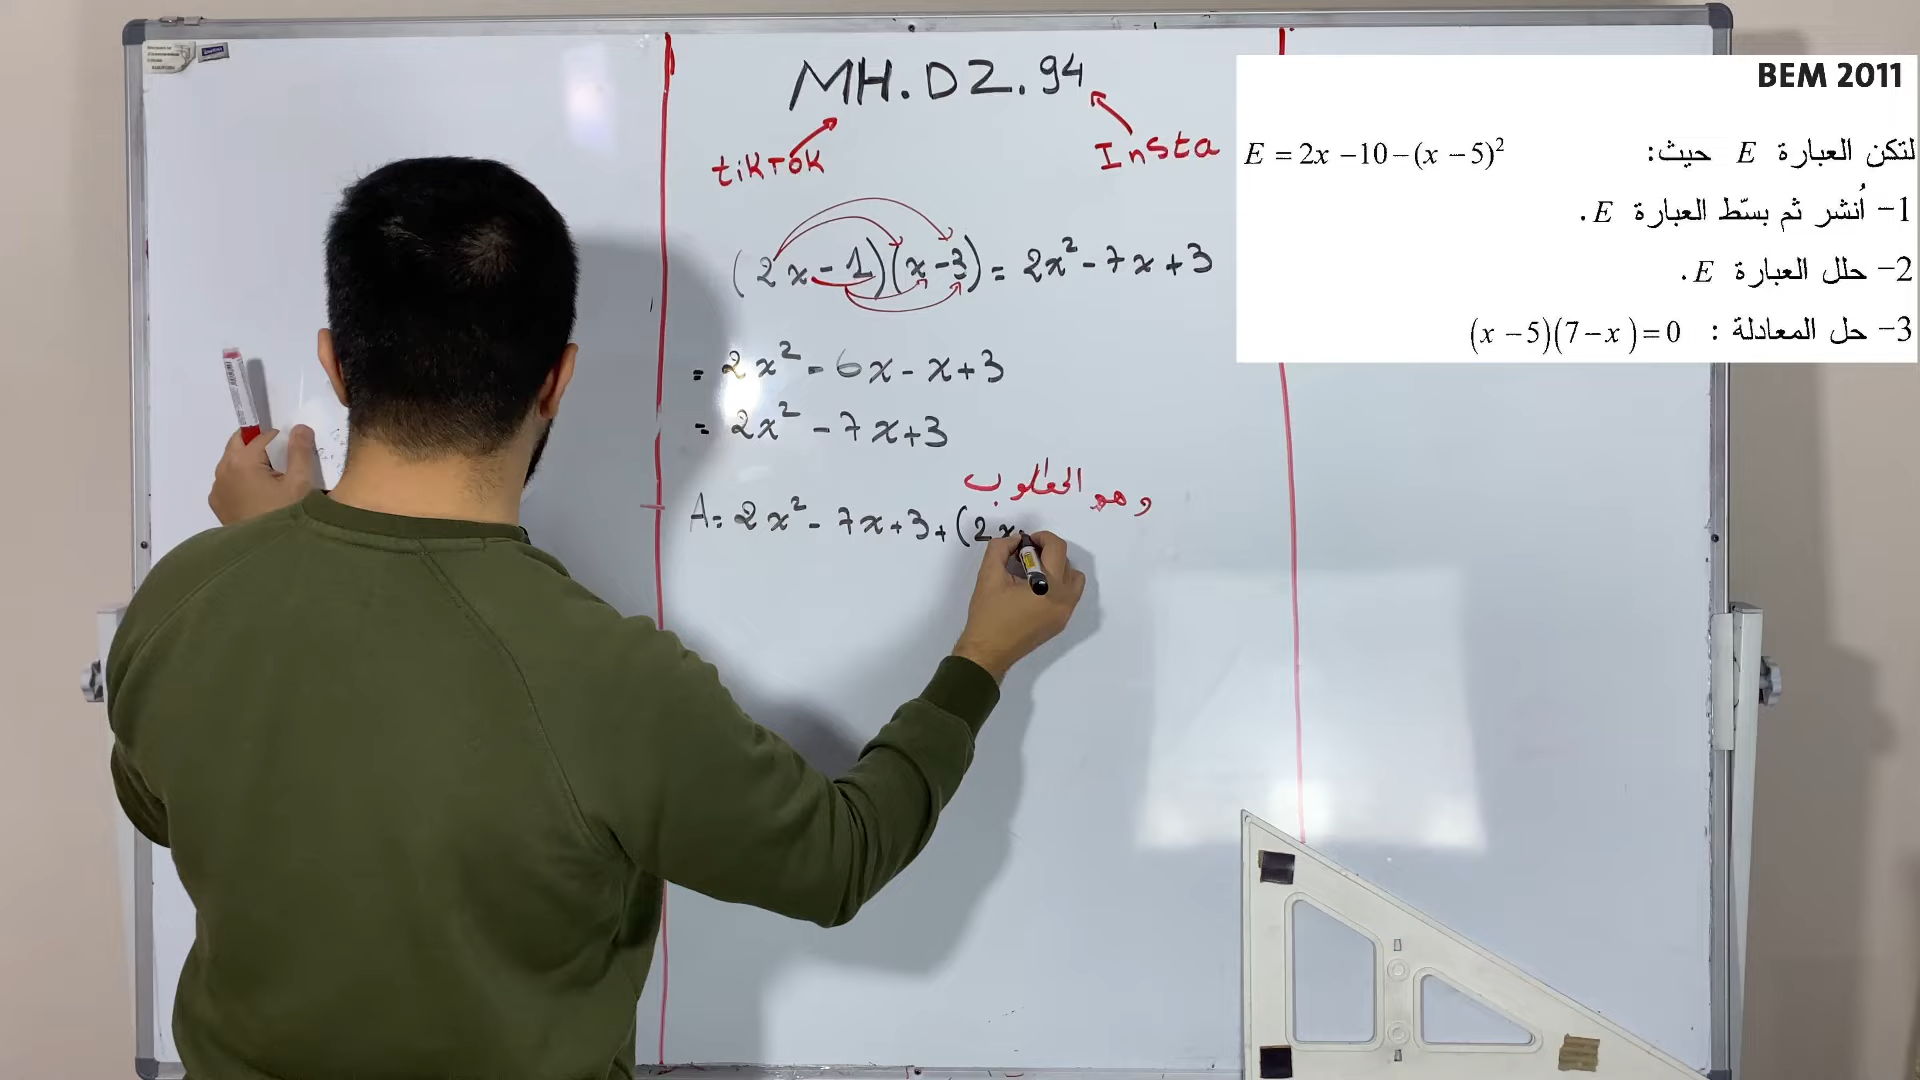 MH.DZ.94
tiKToK
Insta
(2x-1)(x-3) = 2x² - 7x + 3
= 2x² - 6x - x + 3
= 2x² - 7x + 3
وهو المطلوب
A = 2x² - 7x + 3 + (2x
BEM 2011
لتكن العبارة E حيث: E = 2x - 10 - (x - 5)²
1- اُنشر ثم بسّط العبارة E.
2- حلل العبارة E.
3- حل المعادلة : (x - 5)(7 - x) = 0